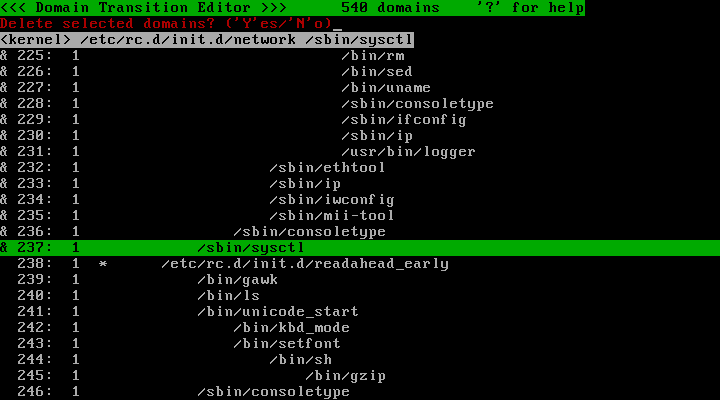 <<< Domain Transition Editor >>>      540 domains    '?' for help
Delete selected domains? ('Y'es/'N'o)
<kernel> /etc/rc.d/init.d/network /sbin/sysctl
& 225:  1                             /bin/rm
& 226:  1                             /bin/sed
& 227:  1                             /bin/uname
& 228:  1                             /sbin/consoletype
& 229:  1                             /sbin/ifconfig
& 230:  1                             /sbin/ip
& 231:  1                             /usr/bin/logger
& 232:  1                     /sbin/ethtool
& 233:  1                     /sbin/ip
& 234:  1                     /sbin/iwconfig
& 235:  1                     /sbin/mii-tool
& 236:  1                 /sbin/consoletype
& 237:  1             /sbin/sysctl
  238:  1  *      /etc/rc.d/init.d/readahead_early
  239:  1             /bin/gawk
  240:  1             /bin/ls
  241:  1             /bin/unicode_start
  242:  1                 /bin/kbd_mode
  243:  1                 /bin/setfont
  244:  1                     /bin/sh
  245:  1                         /bin/gzip
  246:  1             /sbin/consoletype